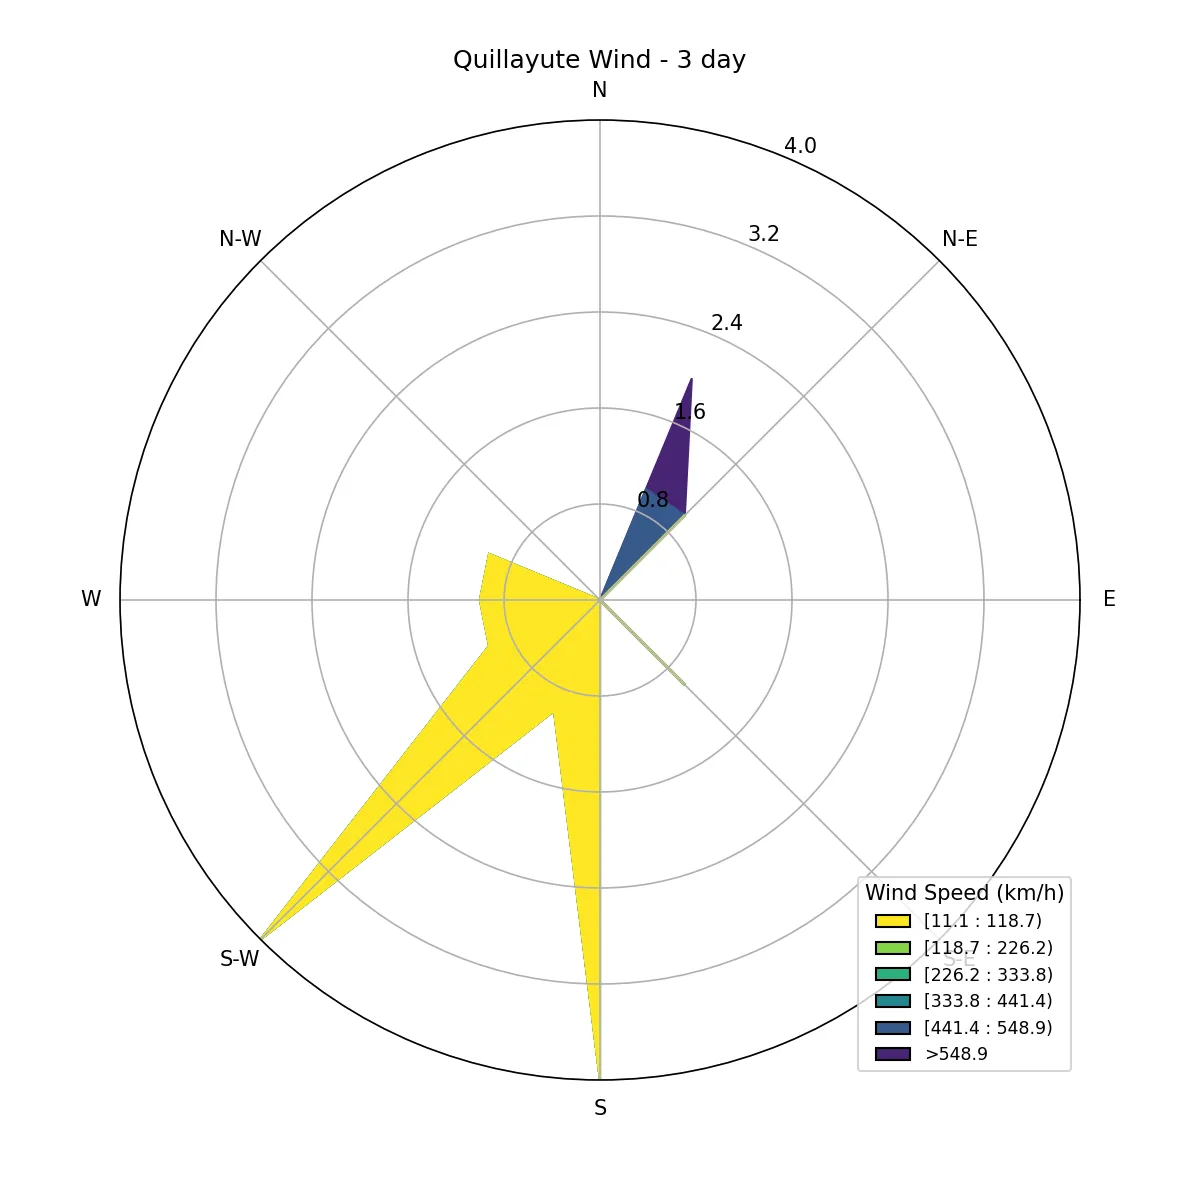 Quillayute Wind - 3 day
N
4.0
N-W
3.2
N-E
2.4
1.6
0.8
W
E
Wind Speed (km/h)
[11.1 : 118.7)
[118.7 : 226.2)
S-W
S-E
[226.2 : 333.8)
[333.8 : 441.4)
[441.4 : 548.9)
>548.9
S